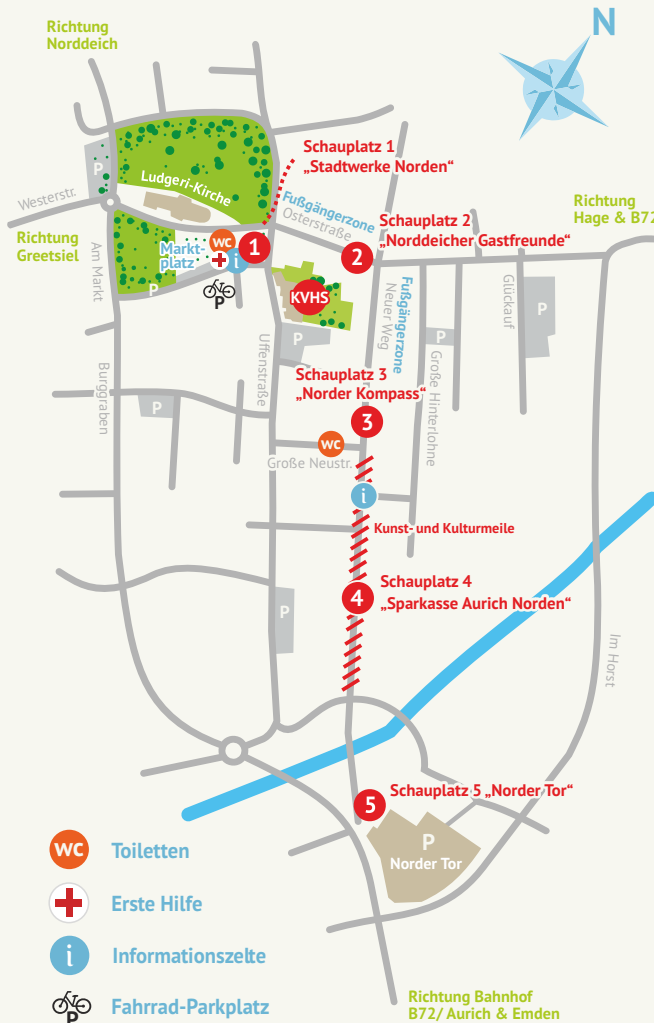 N
Richtung
Norddeich
Schauplatz 1
„Stadtwerke Norden“
P
Ludgeri-Kirche
Westerstr.
Fußgängerzone
Osterstraße
Schauplatz 2
„Norddeicher Gastfreunde“
Richtung
Hage & B72
Richtung
Greetsiel
Am Markt
Markt-
platz
WC
i
1
2
P
P
KVHS
Fußgängerzone
Neuer Weg
Glückauf
P
Uffenstraße
P
P
Große Hinterlohne
Burggraben
Schauplatz 3
„Norder Kompass“
P
3
WC
Große Neustr.
i
Kunst- und Kulturmeile
4
Schauplatz 4
„Sparkasse Aurich Norden“
P
Im Horst
5
Schauplatz 5 „Norder Tor“
P
Norder Tor
WC Toiletten
Erste Hilfe
i Informationszelte
P Fahrrad-Parkplatz
Richtung Bahnhof
B72/ Aurich & Emden